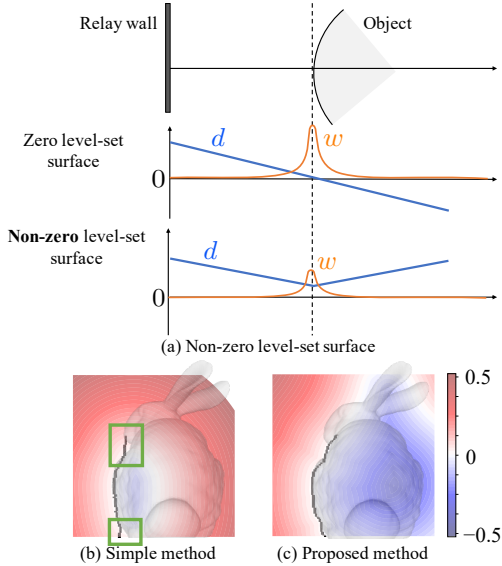 Relay wall
Object
Zero level-set
surface
d
w
0
Non-zero level-set
surface
d
w
0
(a) Non-zero level-set surface
0.5
0
−0.5
(b) Simple method
(c) Proposed method